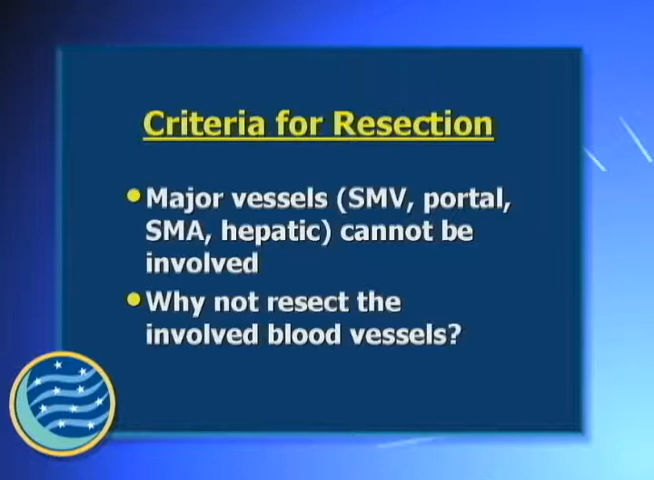 Criteria for Resection
• Major vessels (SMV, portal,
SMA, hepatic) cannot be
involved
• Why not resect the
involved blood vessels?